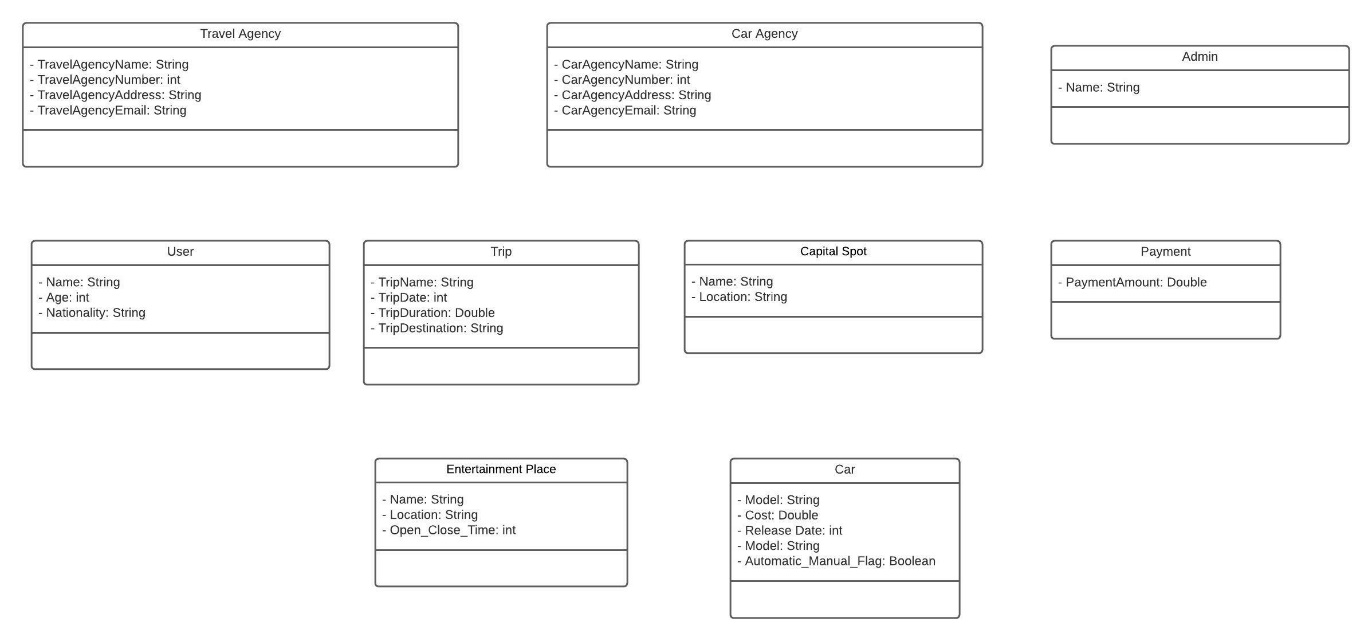 Travel Agency
- TravelAgencyName: String
- TravelAgencyNumber: int
- TravelAgencyAddress: String
- TravelAgencyEmail: String
Car Agency
- CarAgencyName: String
- CarAgencyNumber: int
- CarAgencyAddress: String
- CarAgencyEmail: String
Admin
- Name: String
User
- Name: String
- Age: int
- Nationality: String
Trip
- TripName: String
- TripDate: int
- TripDuration: Double
- TripDestination: String
Capital Spot
- Name: String
- Location: String
Payment
- PaymentAmount: Double
Entertainment Place
- Name: String
- Location: String
- Open_Close_Time: int
Car
- Model: String
- Cost: Double
- Release Date: int
- Model: String
- Automatic_Manual_Flag: Boolean